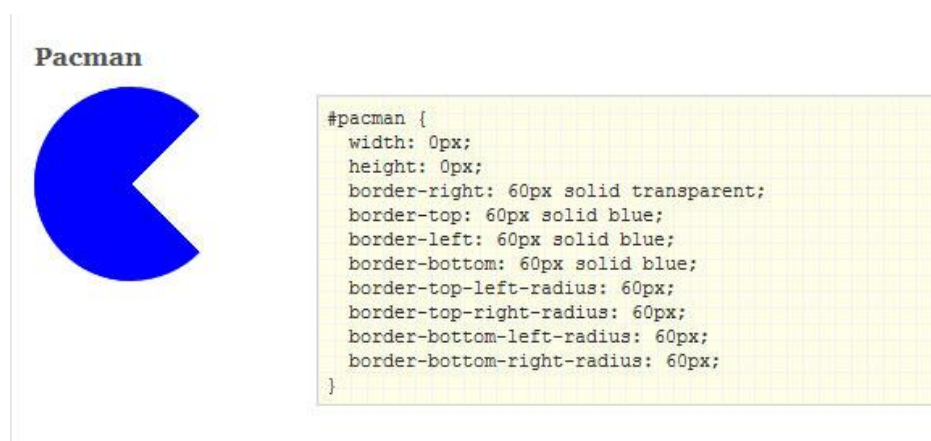 Pacman
#pacman {
width: 0px;
height: 0px;
border-right: 60px solid transparent;
border-top: 60px solid blue;
border-left: 60px solid blue;
border-bottom: 60px solid blue;
border-top-left-radius: 60px;
border-top-right-radius: 60px;
border-bottom-left-radius: 60px;
border-bottom-right-radius: 60px;
}